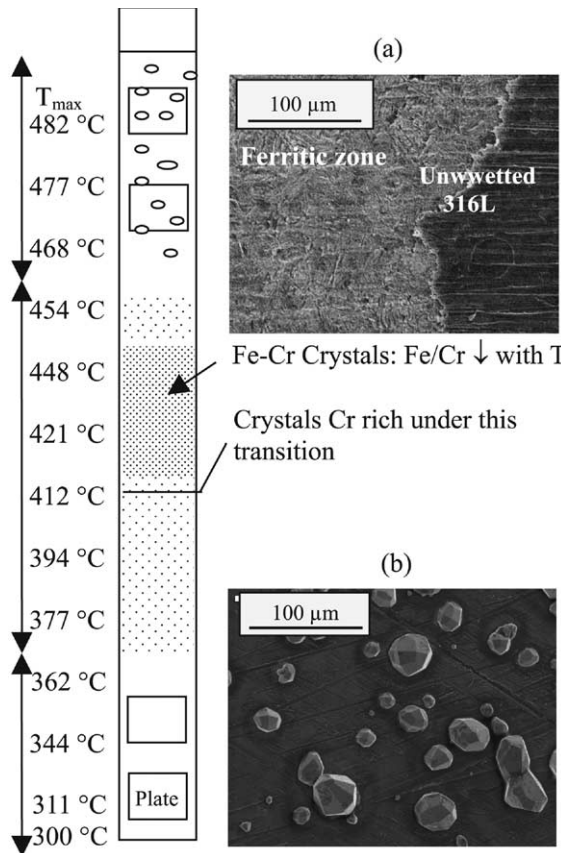 T_max
482 °C
477 °C
468 °C
454 °C
448 °C
421 °C
412 °C
394 °C
377 °C
362 °C
344 °C
311 °C
300 °C
Plate
(a)
100 µm
Ferritic zone
Unwwetted
316L
Fe-Cr Crystals: Fe/Cr ↓ with T
Crystals Cr rich under this
transition
(b)
100 µm